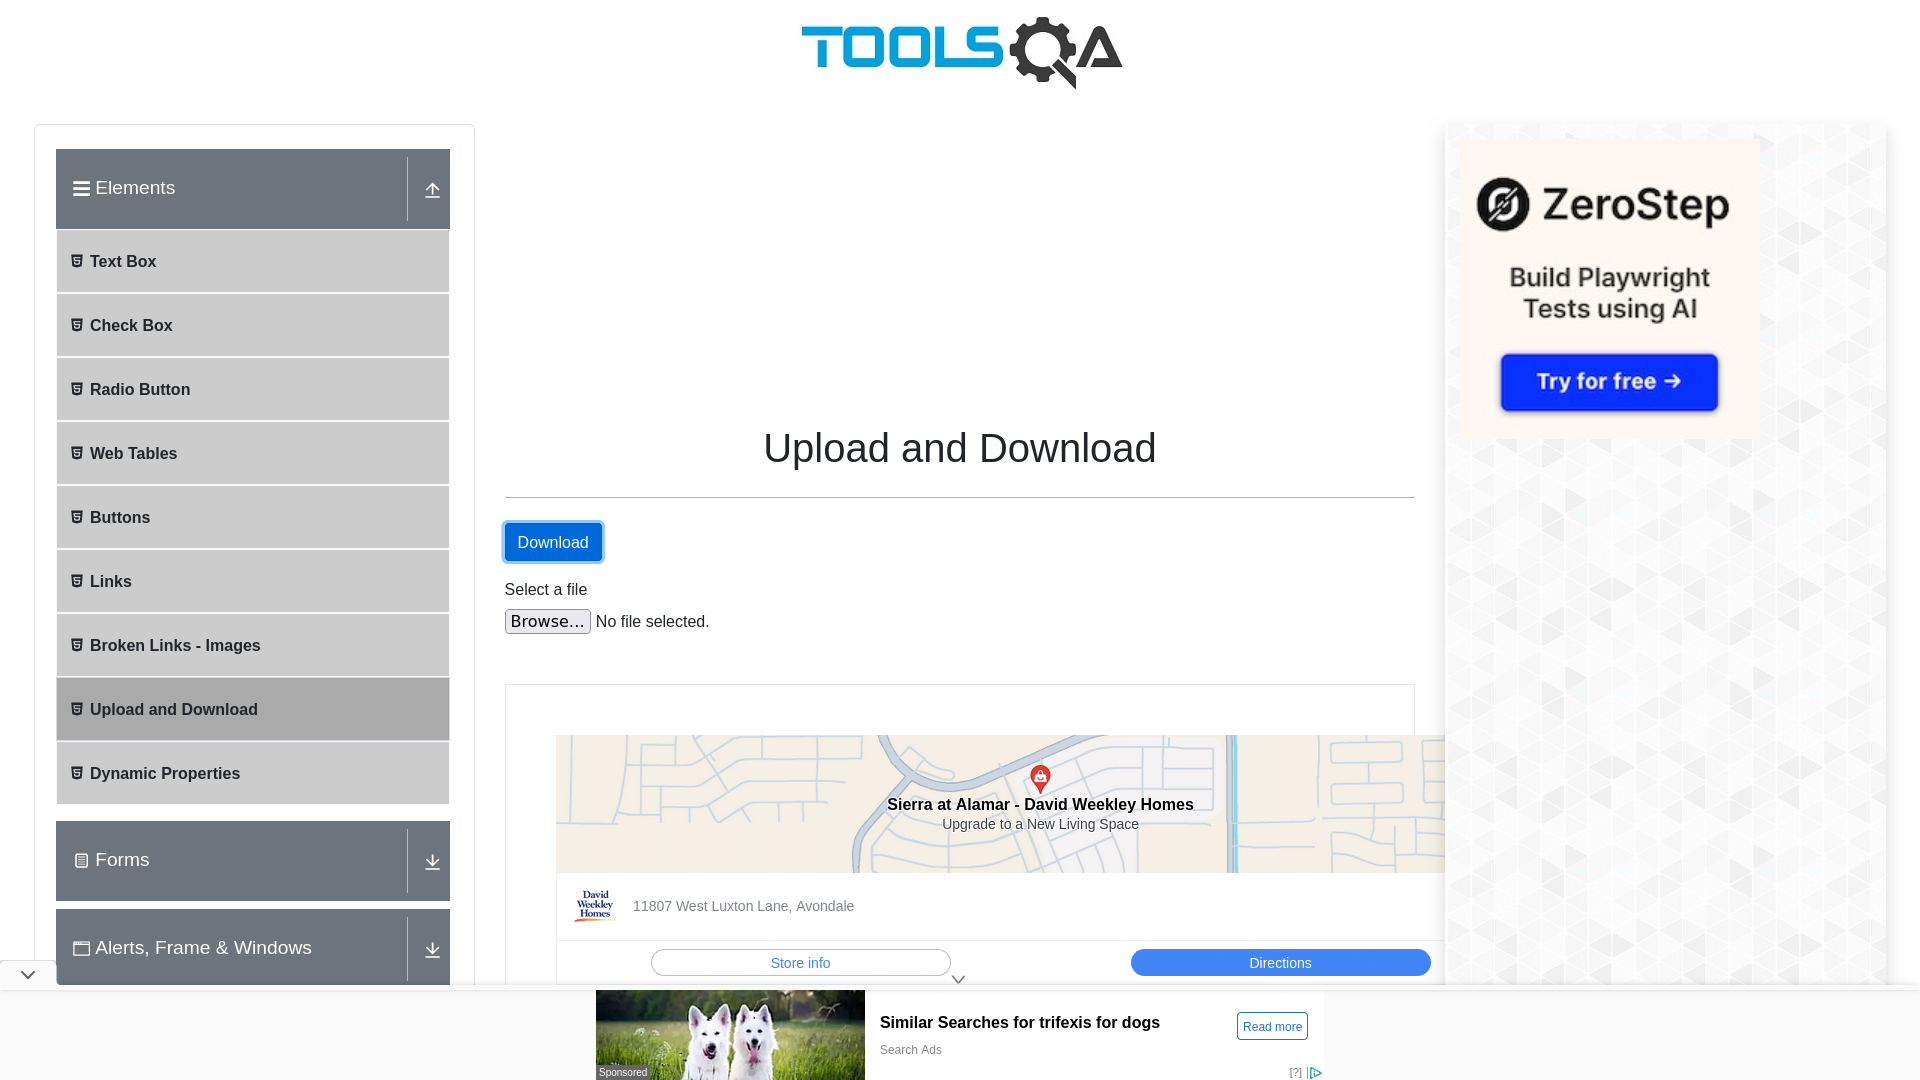 TOOLSQA
Elements
Text Box
Check Box
Radio Button
Web Tables
Buttons
Links
Broken Links - Images
Upload and Download
Dynamic Properties
Forms
Alerts, Frame & Windows
Upload and Download
Download
Select a file
Browse... No file selected.
Sierra at Alamar - David Weekley Homes
Upgrade to a New Living Space
David
Weekley
Homes
11807 West Luxton Lane, Avondale
Store info
Directions
ZeroStep
Build Playwright
Tests using AI
Try for free →
Similar Searches for trifexis for dogs
Search Ads
Read more
Sponsored
[?]